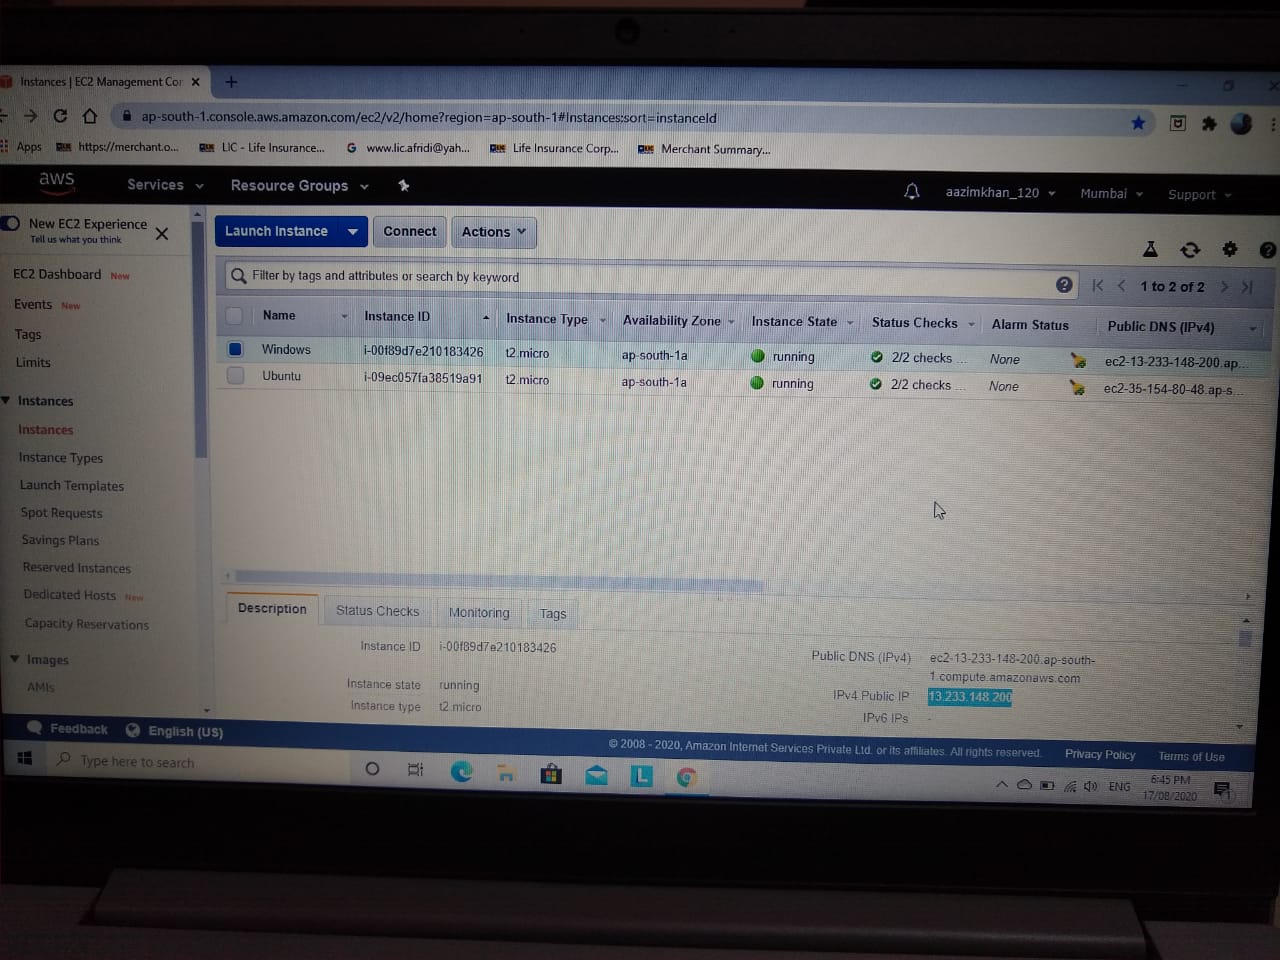 Instances | EC2 Management Con
ap-south-1.console.aws.amazon.com/ec2/v2/home?region=ap-south-1#Instances:sort=instanceId
Apps https://merchant.o... LIC - Life Insurance... www.lic.afridi@yah... Life Insurance Corp... Merchant Summary...
aws Services Resource Groups aazimkhan_120 Mumbai Support
New EC2 Experience
Tell us what you think
EC2 Dashboard New
Events New
Tags
Limits
Instances
Instances
Instance Types
Launch Templates
Spot Requests
Savings Plans
Reserved Instances
Dedicated Hosts New
Capacity Reservations
Images
AMIs
Launch Instance Connect Actions
Filter by tags and attributes or search by keyword
1 to 2 of 2
Name Instance ID Instance Type Availability Zone Instance State Status Checks Alarm Status Public DNS (IPv4)
Windows i-00f89d7e210183426 t2.micro ap-south-1a running 2/2 checks ... None ec2-13-233-148-200.ap...
Ubuntu i-09ec057fa38519a91 t2.micro ap-south-1a running 2/2 checks ... None ec2-35-154-80-48.ap-s...
Description Status Checks Monitoring Tags
Instance ID i-00f89d7e210183426
Instance state running
Instance type t2.micro
Public DNS (IPv4) ec2-13-233-148-200.ap-south-
1.compute.amazonaws.com
IPv4 Public IP 13.233.148.200
IPv6 IPs -
Feedback English (US)
© 2008 - 2020, Amazon Internet Services Private Ltd. or its affiliates. All rights reserved. Privacy Policy Terms of Use
Type here to search
L
ENG
6:45 PM
17/08/2020
1